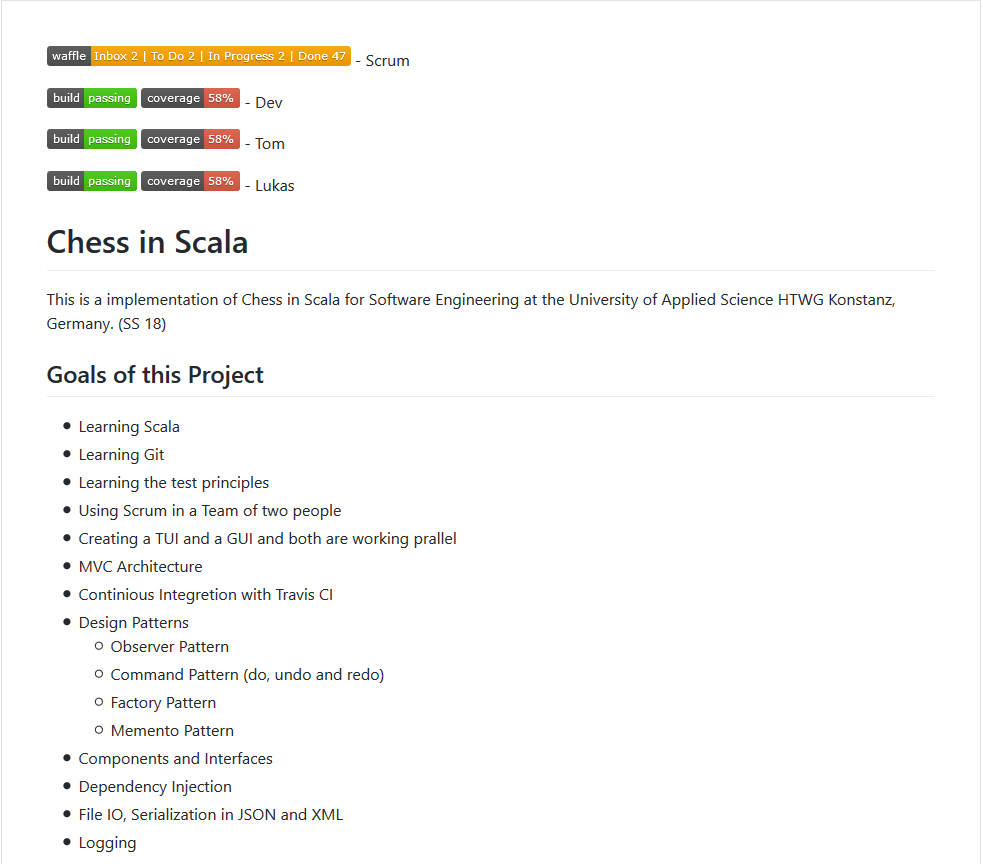 waffle Inbox 2 | To Do 2 | In Progress 2 | Done 47 - Scrum
build passing coverage 58% - Dev
build passing coverage 58% - Tom
build passing coverage 58% - Lukas
Chess in Scala
This is a implementation of Chess in Scala for Software Engineering at the University of Applied Science HTWG Konstanz,
Germany. (SS 18)
Goals of this Project
Learning Scala
Learning Git
Learning the test principles
Using Scrum in a Team of two people
Creating a TUI and a GUI and both are working prallel
MVC Architecture
Continious Integretion with Travis CI
Design Patterns
Observer Pattern
Command Pattern (do, undo and redo)
Factory Pattern
Memento Pattern
Components and Interfaces
Dependency Injection
File IO, Serialization in JSON and XML
Logging